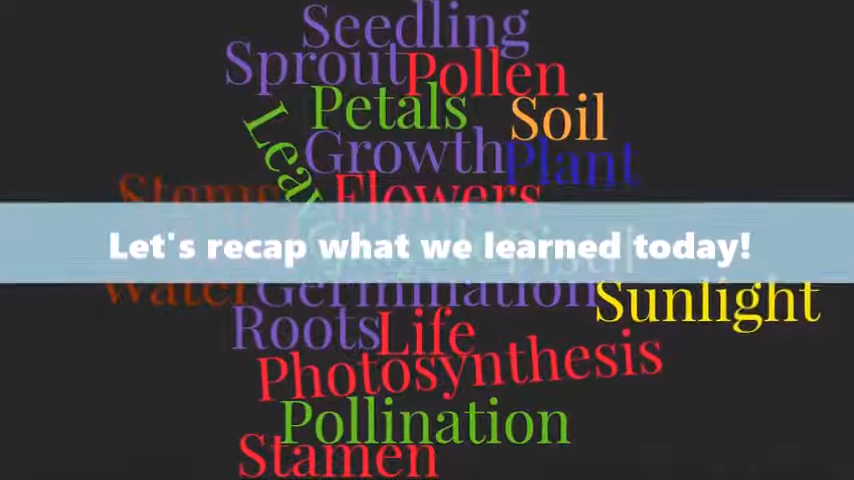 Seedling
Sprout Pollen
Petals Soil
Growth Plant
Flowers
Let's recap what we learned today!
Water Germination Sunlight
Roots Life
Photosynthesis
Pollination
Stamen